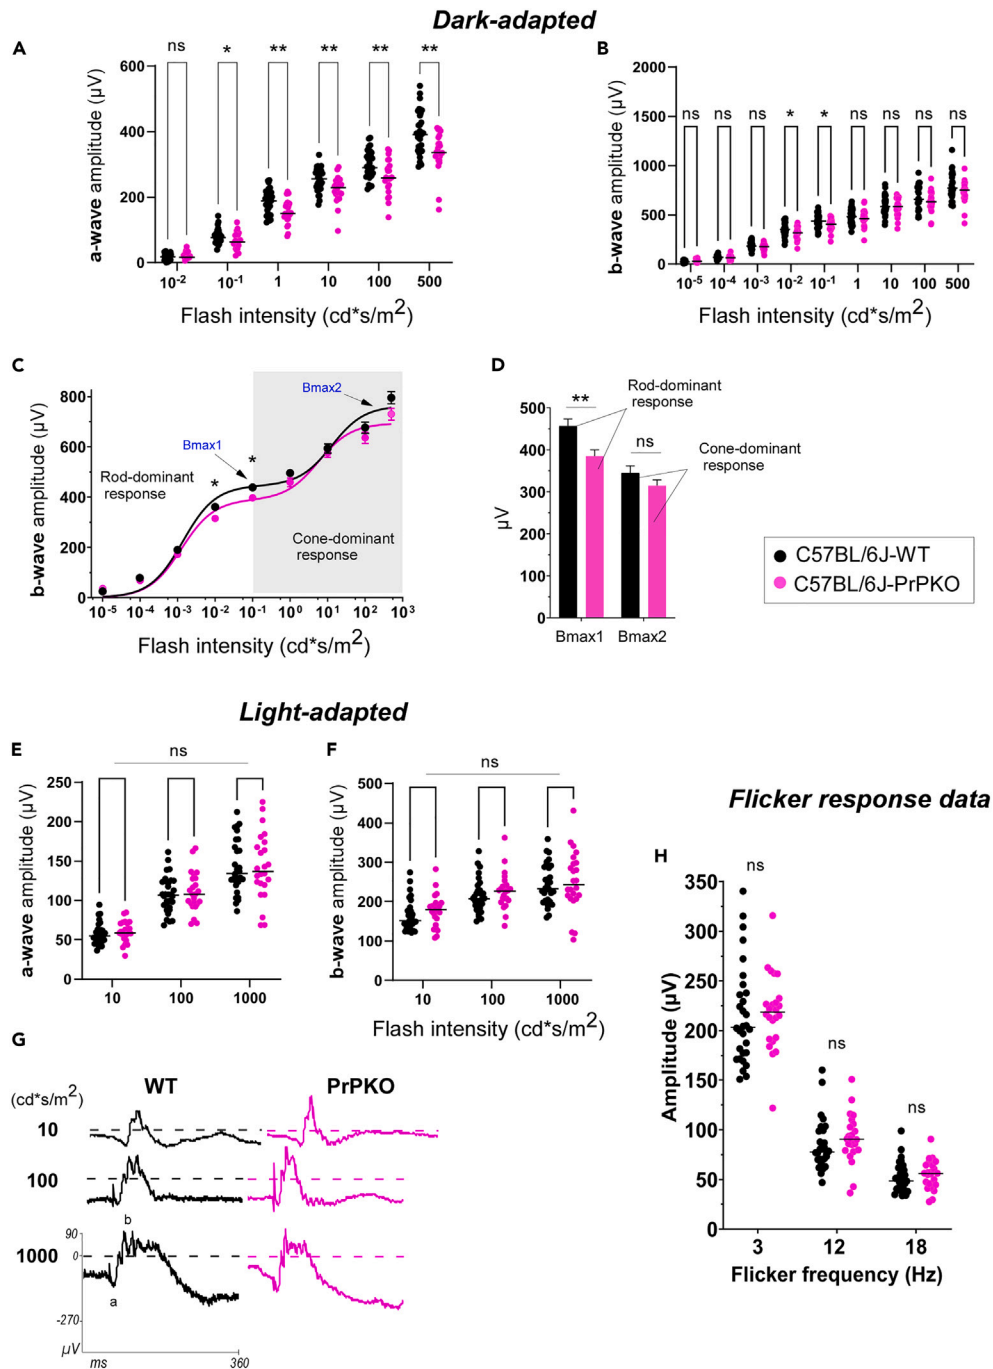 Dark-adapted
A
ns * ** ** ** **
600
400
200
0
a-wave amplitude (µV)
10-2 10-1 1 10 100 500
Flash intensity (cd*s/m2)
B
2000
1500
1000
500
0
b-wave amplitude (µV)
ns ns ns * * ns ns ns ns
10-5 10-4 10-3 10-2 10-1 1 10 100 500
Flash intensity (cd*s/m2)
C
800
600
400
200
0
b-wave amplitude (µV)
Bmax2
Bmax1
* *
Rod-dominant
response
Cone-dominant
response
10-5 10-4 10-3 10-2 10-1 100 101 102 103
Flash intensity (cd*s/m2)
D
500
400
300
200
100
0
µV
**
ns
Rod-dominant
response
Cone-dominant
response
Bmax1 Bmax2
C57BL/6J-WT
C57BL/6J-PrPKO
Light-adapted
E
ns
250
200
150
100
50
0
a-wave amplitude (µV)
10 100 1000
F
ns
500
400
300
200
100
0
b-wave amplitude (µV)
10 100 1000
Flash intensity (cd*s/m2)
G
WT PrPKO
(cd*s/m2)
10
100
1000
b
a
90
0
-270
µV
ms 360
Flicker response data
H
ns
ns
ns
350
300
250
200
150
100
50
0
Amplitude (µV)
3 12 18
Flicker frequency (Hz)